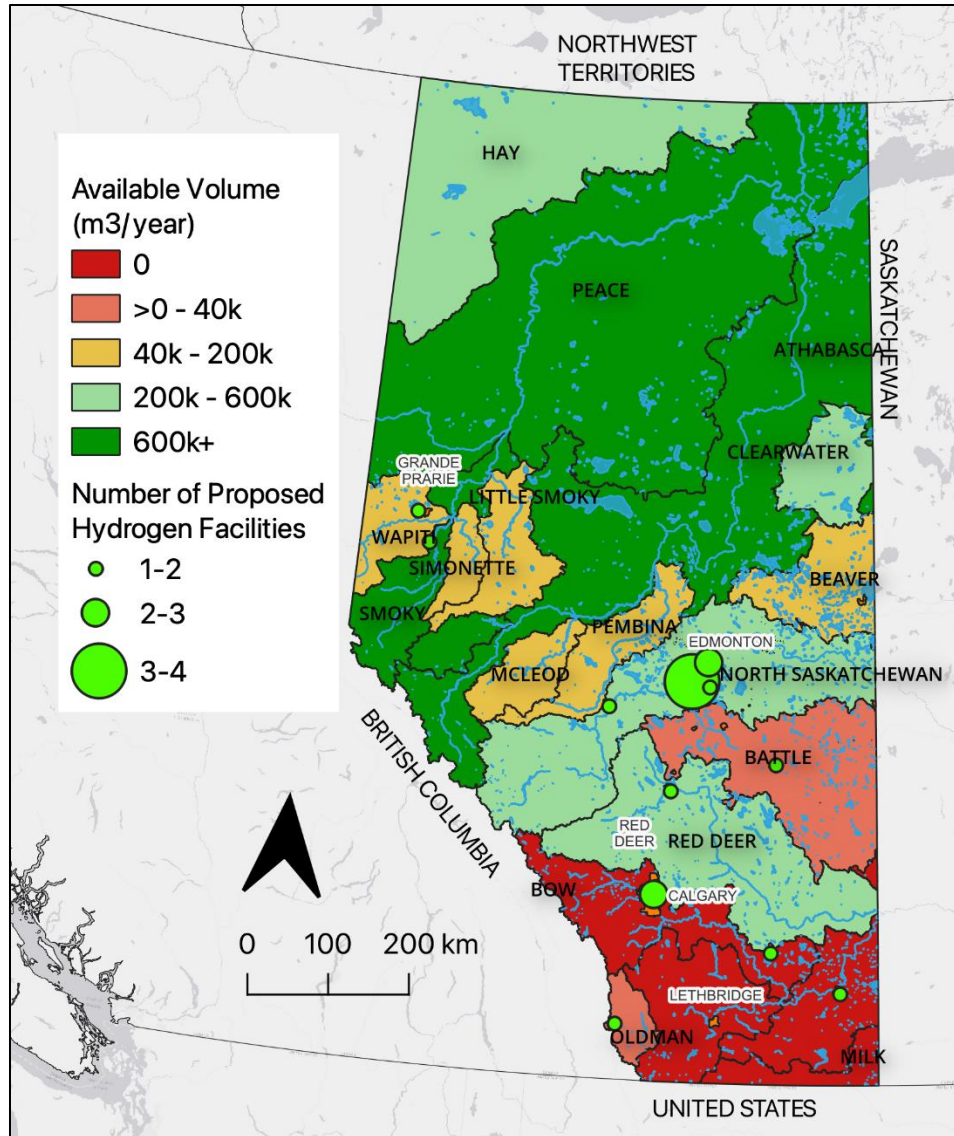 NORTHWEST
TERRITORIES
HAY
Available Volume
(m3/year)
0
>0 - 40k
40k - 200k
200k - 600k
600k+
Number of Proposed
Hydrogen Facilities
1-2
2-3
3-4
SASKATCHEWAN
PEACE
ATHABASCA
CLEARWATER
GRANDE
PRARIE
LITTLE SMOKY
WAPITI
SIMONETTE
BEAVER
SMOKY
PEMBINA
EDMONTON
MCLEOD
NORTH SASKATCHEWAN
BRITISH COLUMBIA
BATTLE
RED
DEER
RED DEER
BOW
CALGARY
0 100 200 km
LETHBRIDGE
OLDMAN
MILK
UNITED STATES